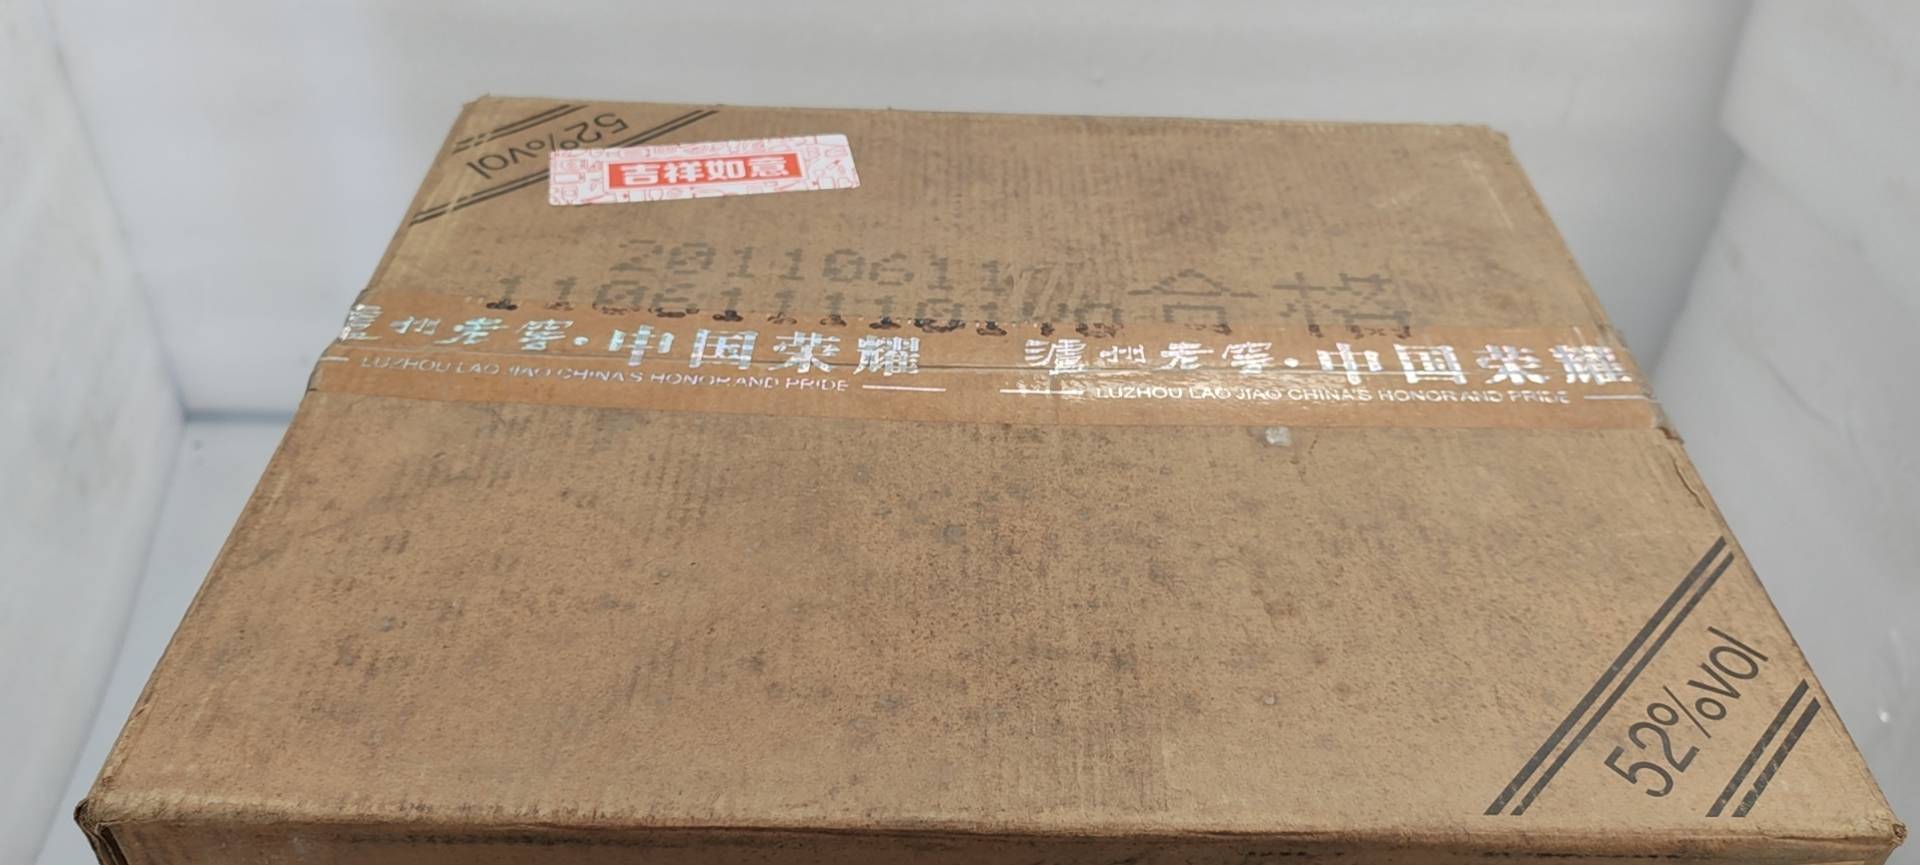 52%vol
吉祥如意
2011061117
合格
泸州老窖·中国荣耀 泸州老窖·中国荣耀
LUZHOU LAO JIAO CHINA'S HONOR AND PRIDE LUZHOU LAO JIAO CHINA'S HONOR AND PRIDE
52%vol